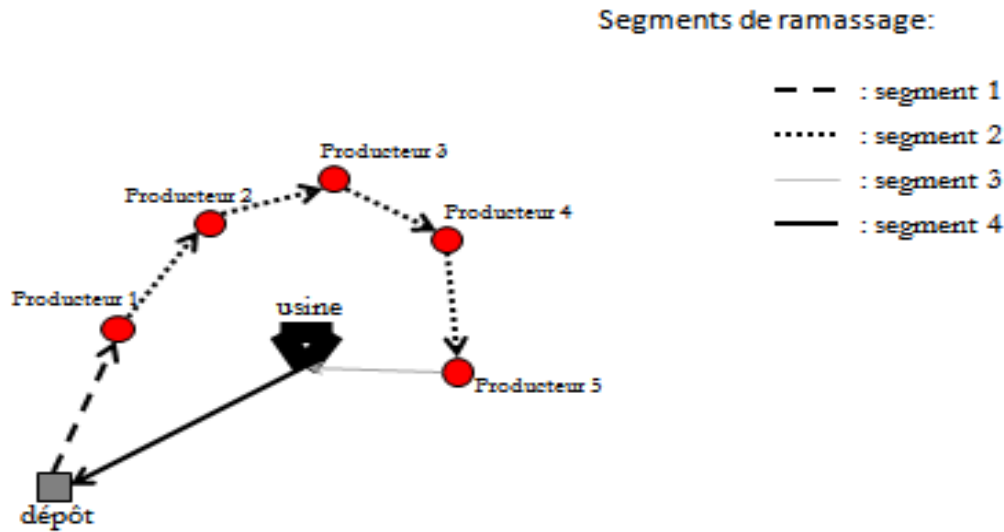 Segments de ramassage:
: segment 1
: segment 2
: segment 3
: segment 4
Producteur 3
Producteur 2
Producteur 4
Producteur 1
usine
Producteur 5
dépôt